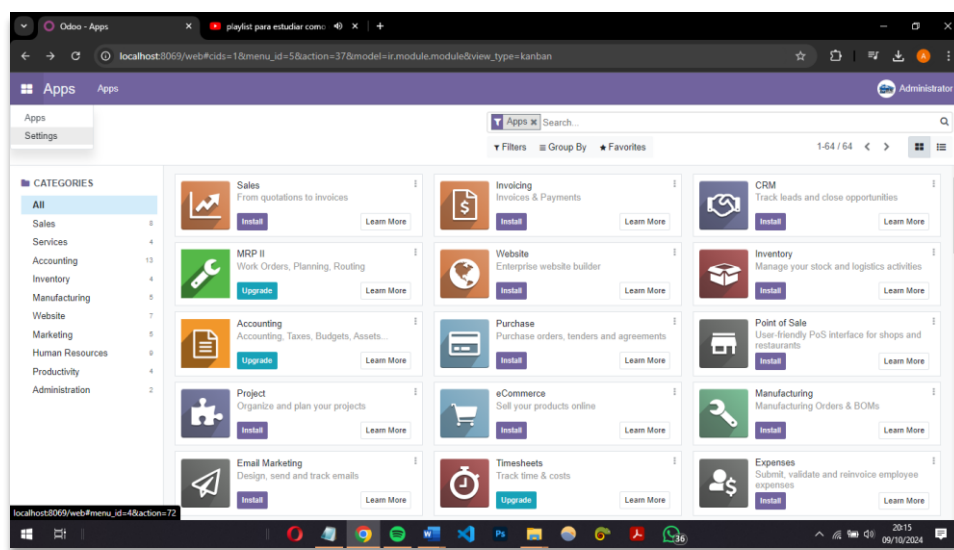 Odoo - Apps
playlist para estudiar como
localhost:8069/web#cids=1&menu_id=5&action=37&model=ir.module.module&view_type=kanban
A
Apps
Apps
Administrator
Apps
Settings
Apps
Search...
Filters
Group By
Favorites
1-64 / 64
CATEGORIES
All
Sales 8
Services 4
Accounting 13
Inventory 4
Manufacturing 5
Website 7
Marketing 5
Human Resources 9
Productivity 4
Administration 2
Sales
From quotations to invoices
Install
Learn More
Invoicing
Invoices & Payments
Install
Learn More
CRM
Track leads and close opportunities
Install
Learn More
MRP II
Work Orders, Planning, Routing
Upgrade
Learn More
Website
Enterprise website builder
Install
Learn More
Inventory
Manage your stock and logistics activities
Install
Learn More
Accounting
Accounting, Taxes, Budgets, Assets...
Upgrade
Learn More
Purchase
Purchase orders, tenders and agreements
Install
Learn More
Point of Sale
User-friendly PoS interface for shops and
restaurants
Install
Learn More
Project
Organize and plan your projects
Install
Learn More
eCommerce
Sell your products online
Install
Learn More
Manufacturing
Manufacturing Orders & BOMs
Install
Learn More
Email Marketing
Design, send and track emails
Install
Learn More
Timesheets
Track time & costs
Upgrade
Learn More
Expenses
Submit, validate and reinvoice employee
expenses
Install
Learn More
localhost:8069/web#menu_id=4&action=72
Ps
36
20:15
09/10/2024